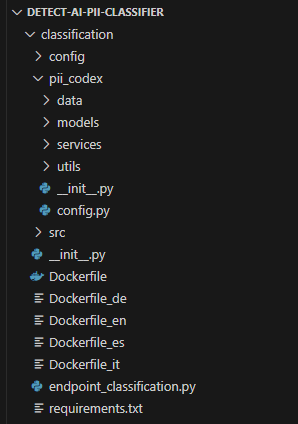 DETECT-AI-PII-CLASSIFIER
classification
config
pii_codex
data
models
services
utils
__init__.py
config.py
src
__init__.py
Dockerfile
Dockerfile_de
Dockerfile_en
Dockerfile_es
Dockerfile_it
endpoint_classification.py
requirements.txt